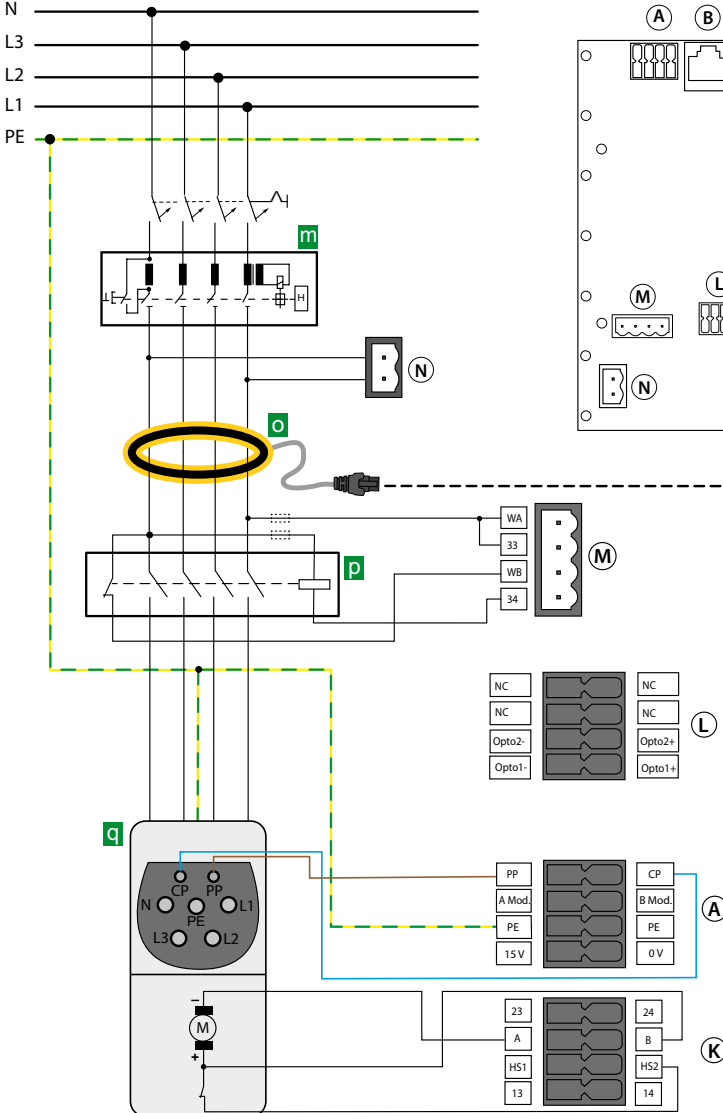 N
L3
L2
L1
PE
A B
m
H
M
L
N
N
o
WA
33
WB
34
M
p
NC NC
NC NC
Opto2- Opto2+
Opto1- Opto1+
L
q
CP PP
N L1
PE
L3 L2
PP CP
A Mod. B Mod.
PE PE
15 V 0 V
A
- 
M
+
23 24
A B
HS1 HS2
13 14
K